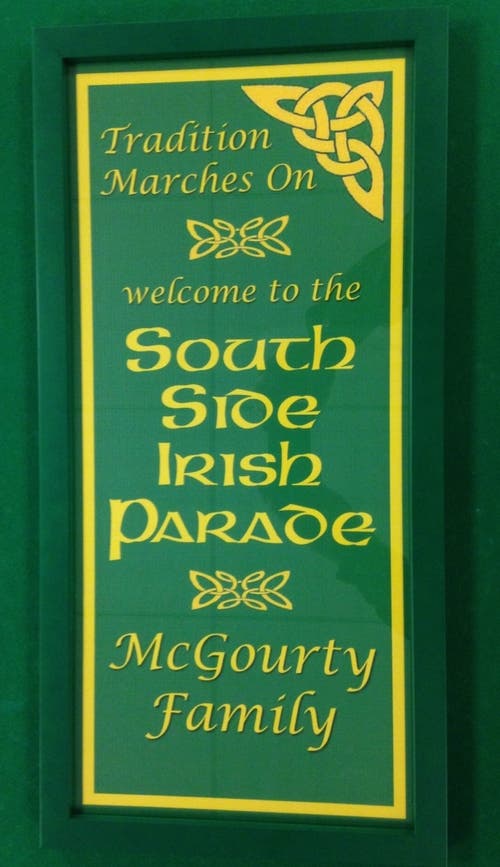 Tradition
Marches On
welcome to the
South
Side
Irish
Parade
McGourty
Family